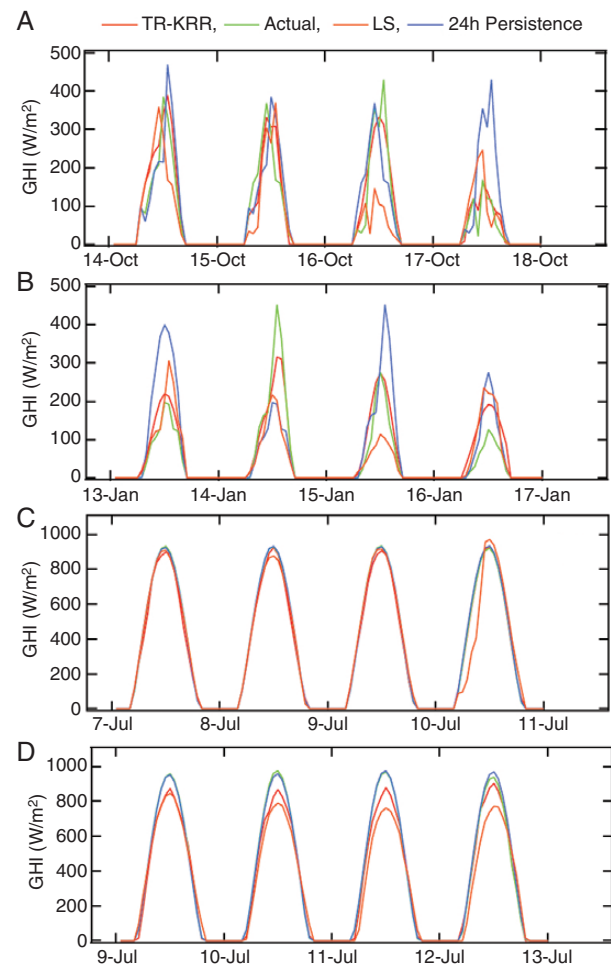 A
TR-KRR, Actual, LS, 24h Persistence
500
400
300
200
100
0
GHI (W/m²)
14-Oct 15-Oct 16-Oct 17-Oct 18-Oct
B
500
400
300
200
100
0
GHI (W/m²)
13-Jan 14-Jan 15-Jan 16-Jan 17-Jan
C
1000
800
600
400
200
0
GHI (W/m²)
7-Jul 8-Jul 9-Jul 10-Jul 11-Jul
D
1000
800
600
400
200
0
GHI (W/m²)
9-Jul 10-Jul 11-Jul 12-Jul 13-Jul